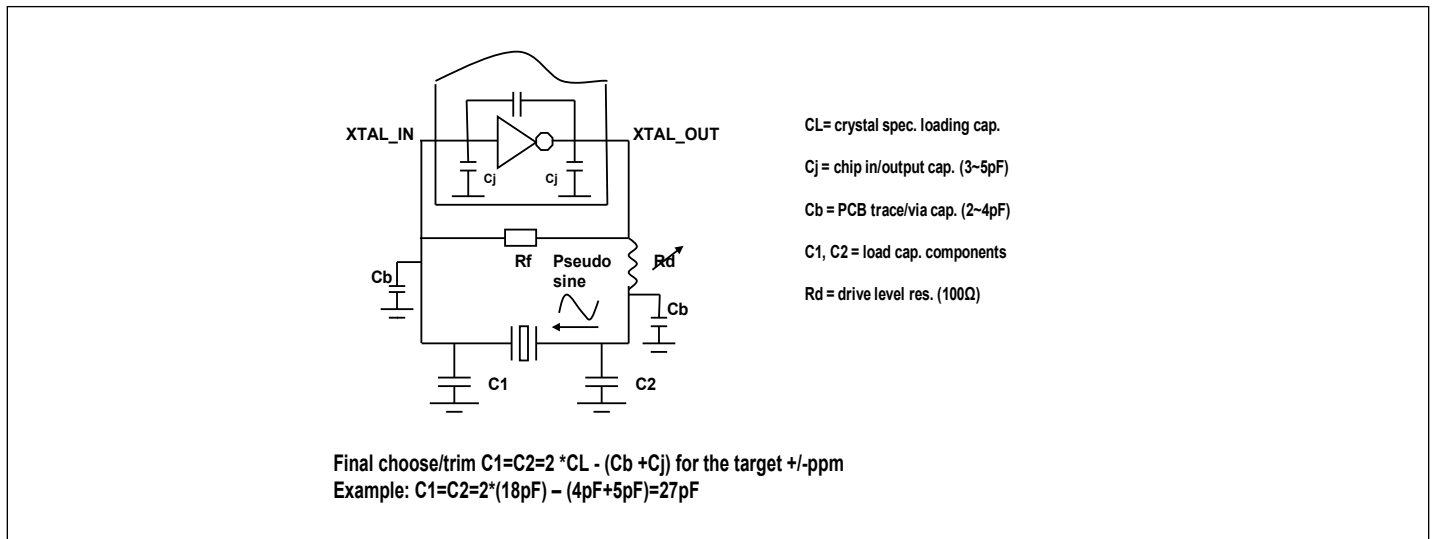 XTAL_IN
XTAL_OUT
Cj
Cj
Rf
Pseudo
sine
Rd
Cb
Cb
C1
C2
CL= crystal spec. loading cap.
Cj = chip in/output cap. (3~5pF)
Cb = PCB trace/via cap. (2~4pF)
C1, C2 = load cap. components
Rd = drive level res. (100Ω)
Final choose/trim C1=C2=2 *CL - (Cb +Cj) for the target +/-ppm
Example: C1=C2=2*(18pF) – (4pF+5pF)=27pF